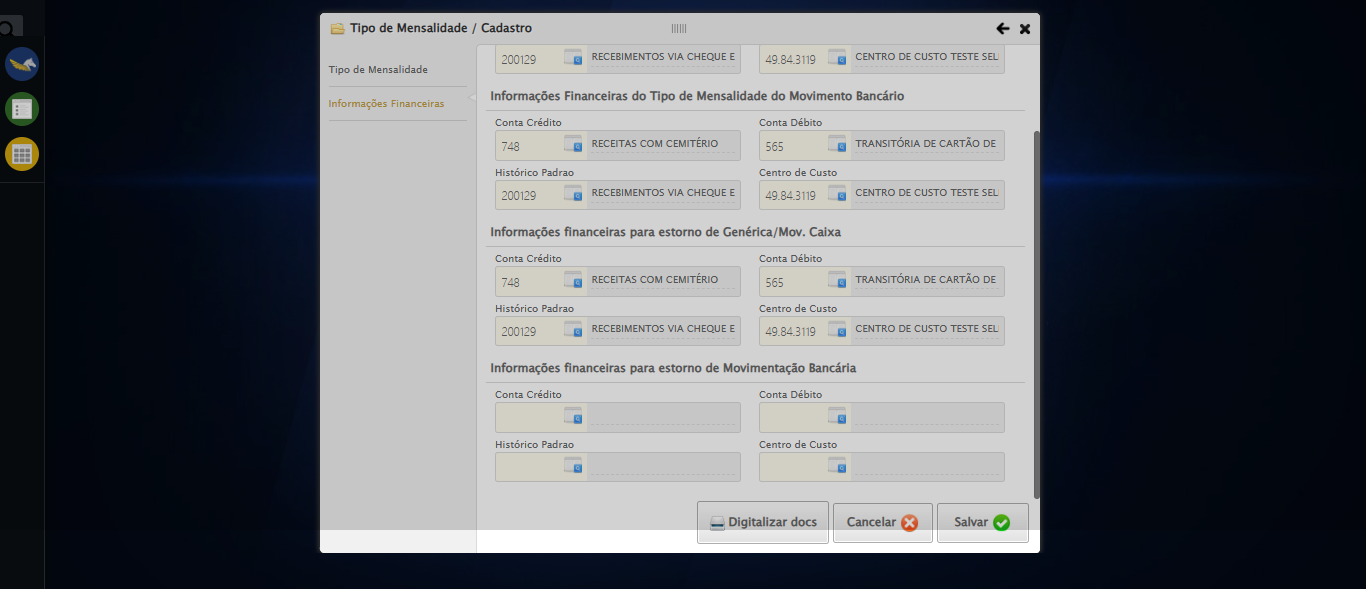 Tipo de Mensalidade / Cadastro
Tipo de Mensalidade
Informações Financeiras
200129 RECEBIMENTOS VIA CHEQUE E 49.84.3119 CENTRO DE CUSTO TESTE SEL
Informações Financeiras do Tipo de Mensalidade do Movimento Bancário
Conta Crédito Conta Débito
748 RECEITAS COM CEMITÉRIO 565 TRANSITÓRIA DE CARTÃO DE
Histórico Padrao Centro de Custo
200129 RECEBIMENTOS VIA CHEQUE E 49.84.3119 CENTRO DE CUSTO TESTE SEL
Informações financeiras para estorno de Genérica/Mov. Caixa
Conta Crédito Conta Débito
748 RECEITAS COM CEMITÉRIO 565 TRANSITÓRIA DE CARTÃO DE
Histórico Padrao Centro de Custo
200129 RECEBIMENTOS VIA CHEQUE E 49.84.3119 CENTRO DE CUSTO TESTE SEL
Informações financeiras para estorno de Movimentação Bancária
Conta Crédito Conta Débito
Histórico Padrao Centro de Custo
Digitalizar docs Cancelar Salvar